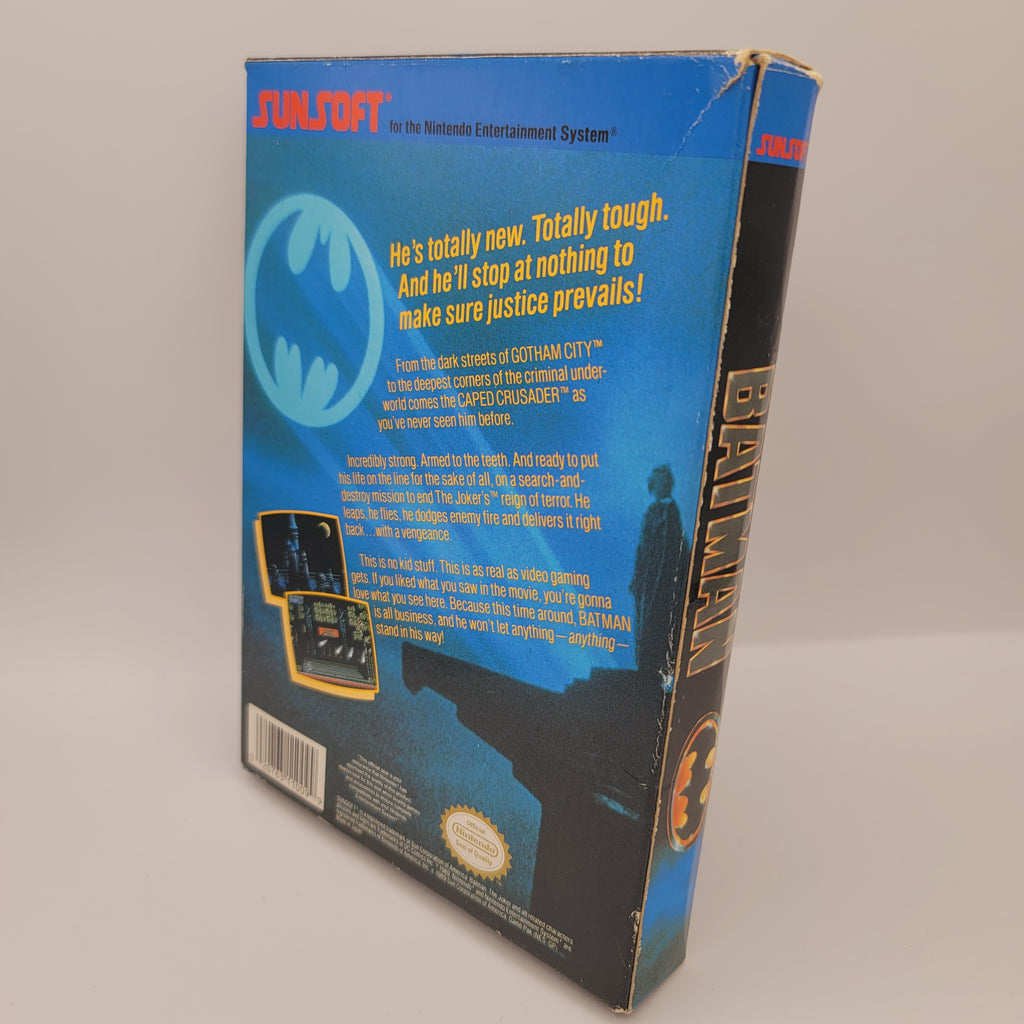 SUNSOFT®
for the Nintendo Entertainment System®
He's totally new. Totally tough.
And he'll stop at nothing to
make sure justice prevails!
From the dark streets of GOTHAM CITY™
to the deepest corners of the criminal under-
world comes the CAPED CRUSADER™ as
you've never seen him before.
Incredibly strong. Armed to the teeth. And ready to put
his life on the line for the sake of all, on a search-and-
destroy mission to end The Joker's™ reign of terror. He
leaps, he flies, he dodges enemy fire and delivers it right
back...with a vengeance.
This is no kid stuff. This is as real as video gaming
gets. If you liked what you saw in the movie, you're gonna
love what you see here. Because this time around, BATMAN
is all business, and he won't let anything—anything—
stand in his way!
Official
Nintendo
Seal of Quality
SUNSO
BATMAN